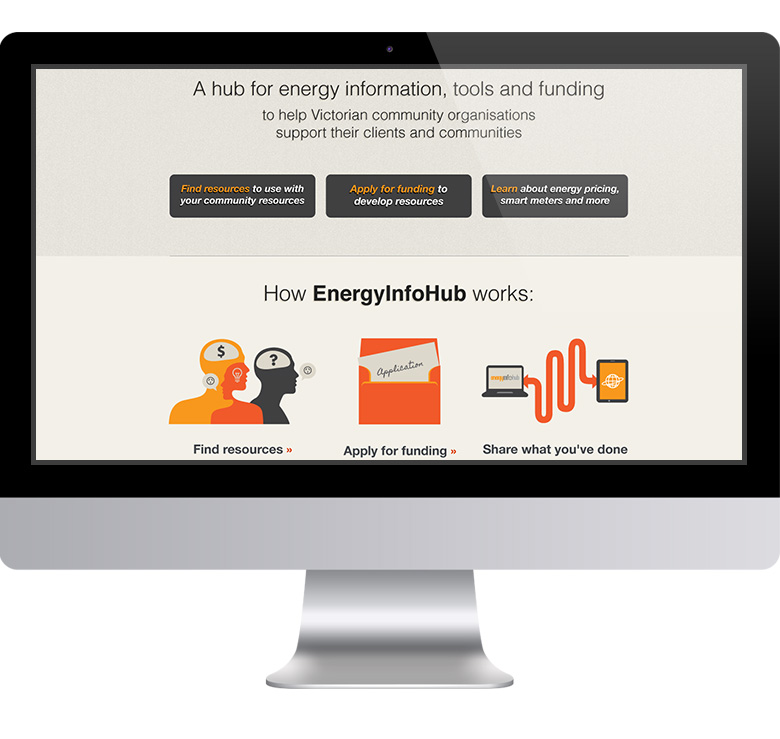 A hub for energy information, tools and funding
to help Victorian community organisations
support their clients and communities
Find resources to use with
your community resources
Apply for funding to
develop resources
Learn about energy pricing,
smart meters and more
How EnergyInfoHub works:
$
?
Application
energyinfohub
Find resources »
Apply for funding »
Share what you've done